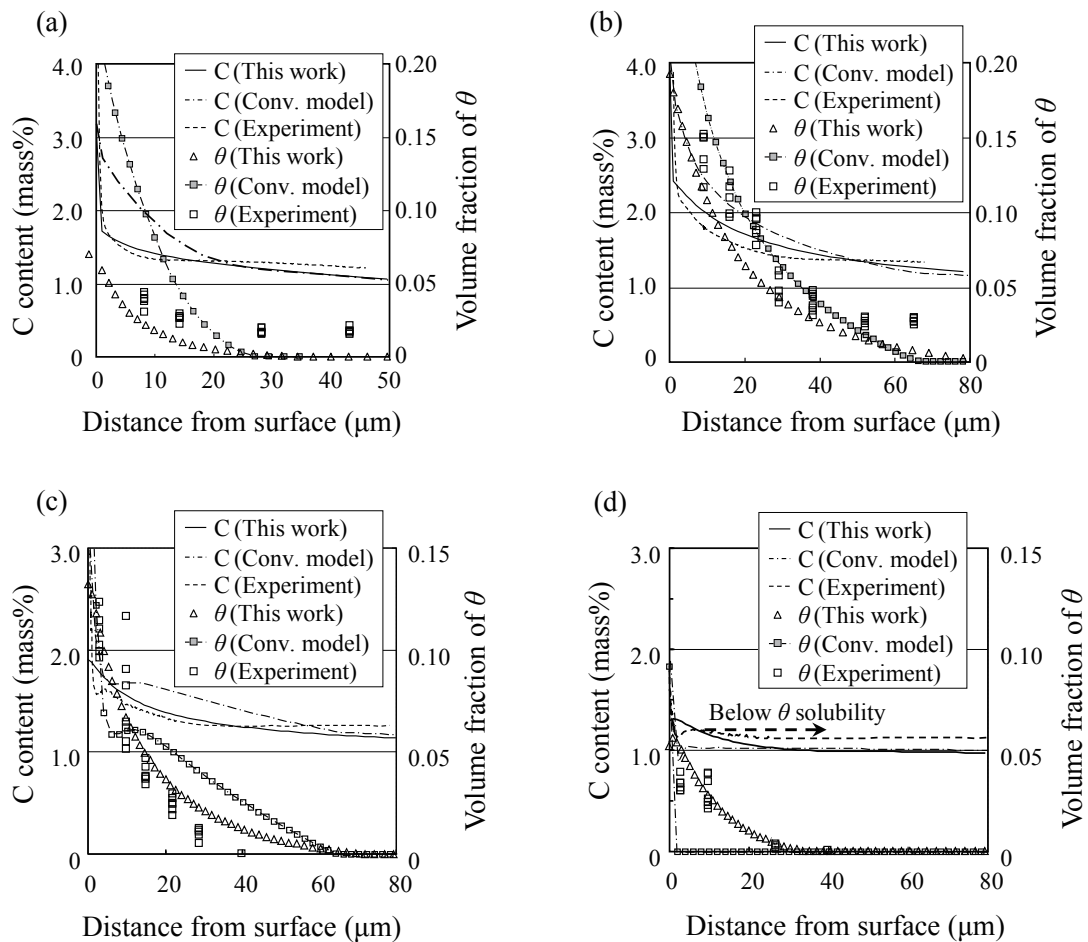 (a)
C (This work)
C (Conv. model)
C (Experiment)
θ (This work)
θ (Conv. model)
θ (Experiment)
4.0
3.0
2.0
1.0
0
0.20
0.15
0.10
0.05
0
0 10 20 30 40 50
C content (mass%)
Volume fraction of θ
Distance from surface (μm)
(b)
C (This work)
C (Conv. model)
C (Experiment)
θ (This work)
θ (Conv. model)
θ (Experiment)
4.0
3.0
2.0
1.0
0
0.20
0.15
0.10
0.05
0
0 20 40 60 80
C content (mass%)
Volume fraction of θ
Distance from surface (μm)
(c)
C (This work)
C (Conv. model)
C (Experiment)
θ (This work)
θ (Conv. model)
θ (Experiment)
3.0
2.0
1.0
0
0.15
0.10
0.05
0
0 20 40 60 80
C content (mass%)
Volume fraction of θ
Distance from surface (μm)
(d)
C (This work)
C (Conv. model)
C (Experiment)
θ (This work)
θ (Conv. model)
θ (Experiment)
Below θ solubility
3.0
2.0
1.0
0
0.15
0.10
0.05
0
0 20 40 60 80
C content (mass%)
Volume fraction of θ
Distance from surface (μm)